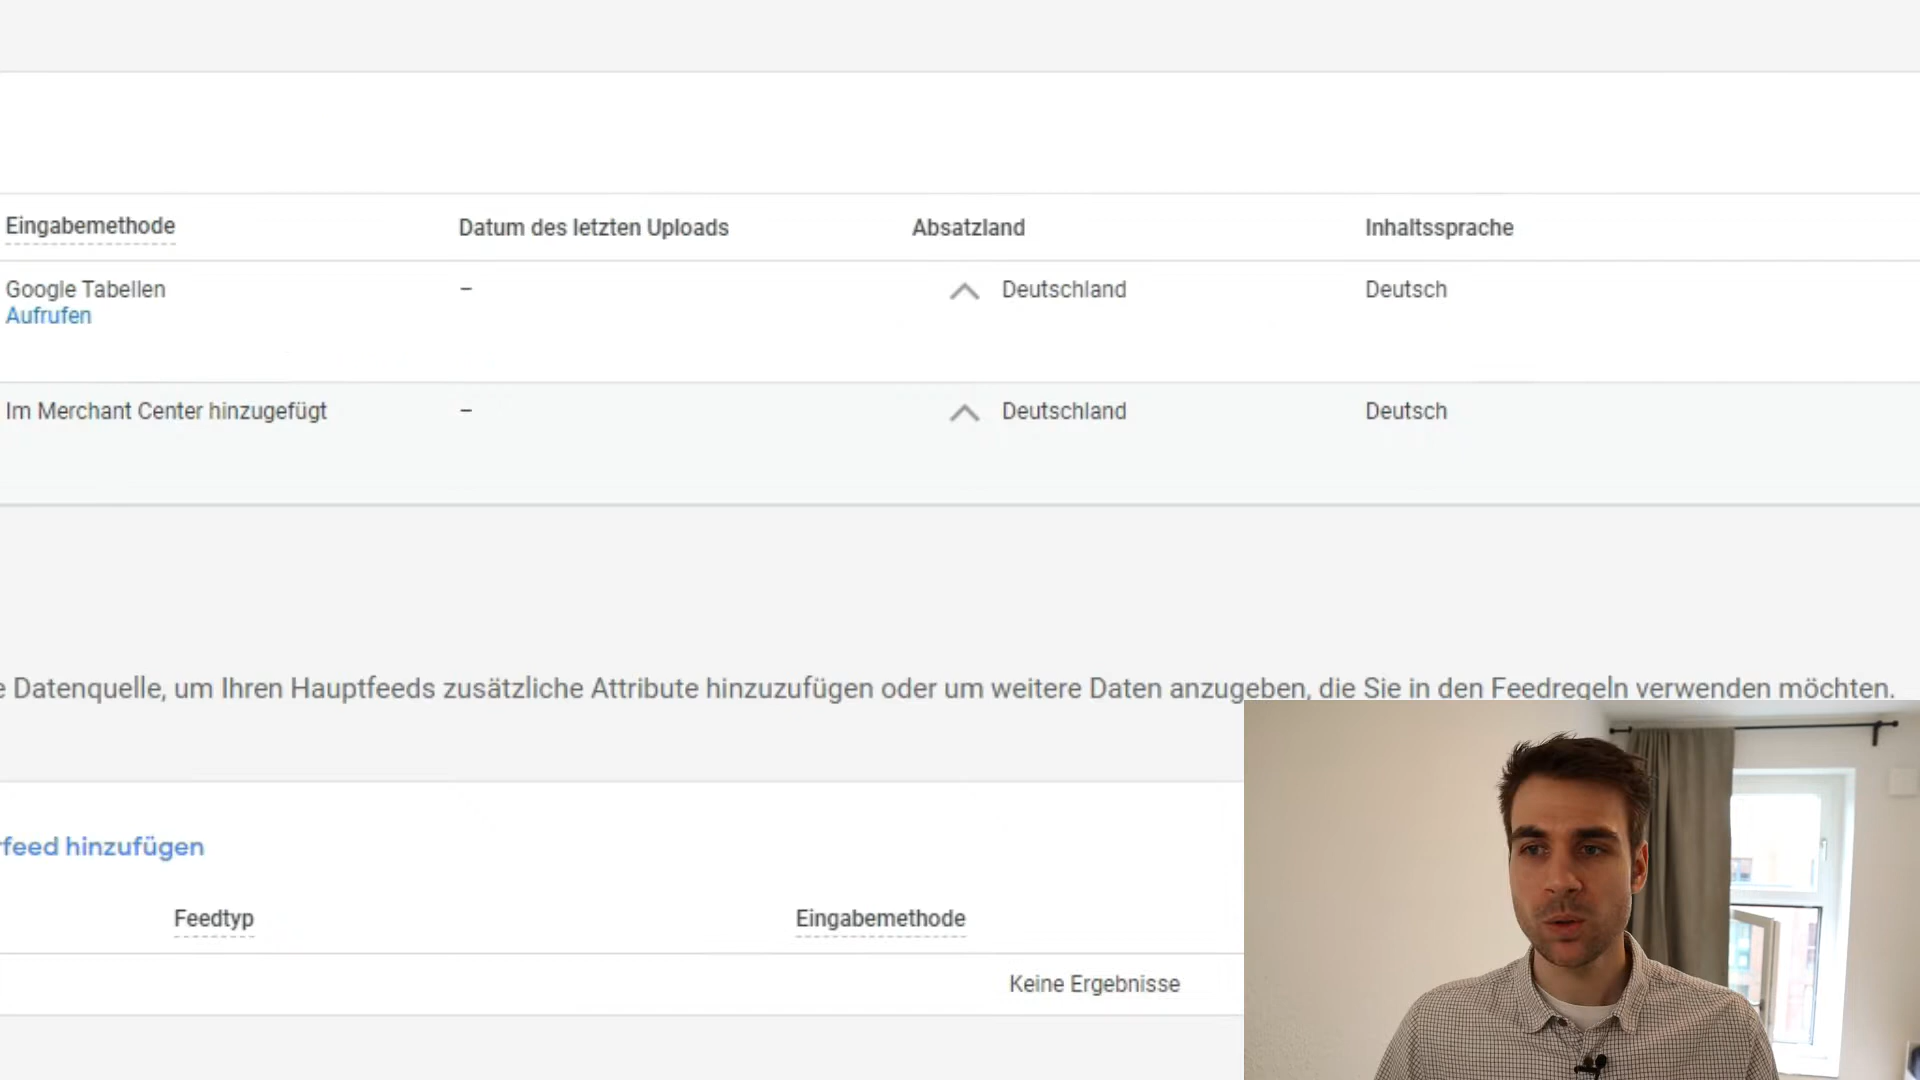 Eingabemethode Datum des letzten Uploads Absatzland Inhaltssprache
Google Tabellen – Deutschland Deutsch
Aufrufen
Im Merchant Center hinzugefügt – Deutschland Deutsch
Datenquelle, um Ihren Hauptfeeds zusätzliche Attribute hinzuzufügen oder um weitere Daten anzugeben, die Sie in den Feedregeln verwenden möchten.
feed hinzufügen
Feedtyp Eingabemethode
Keine Ergebnisse